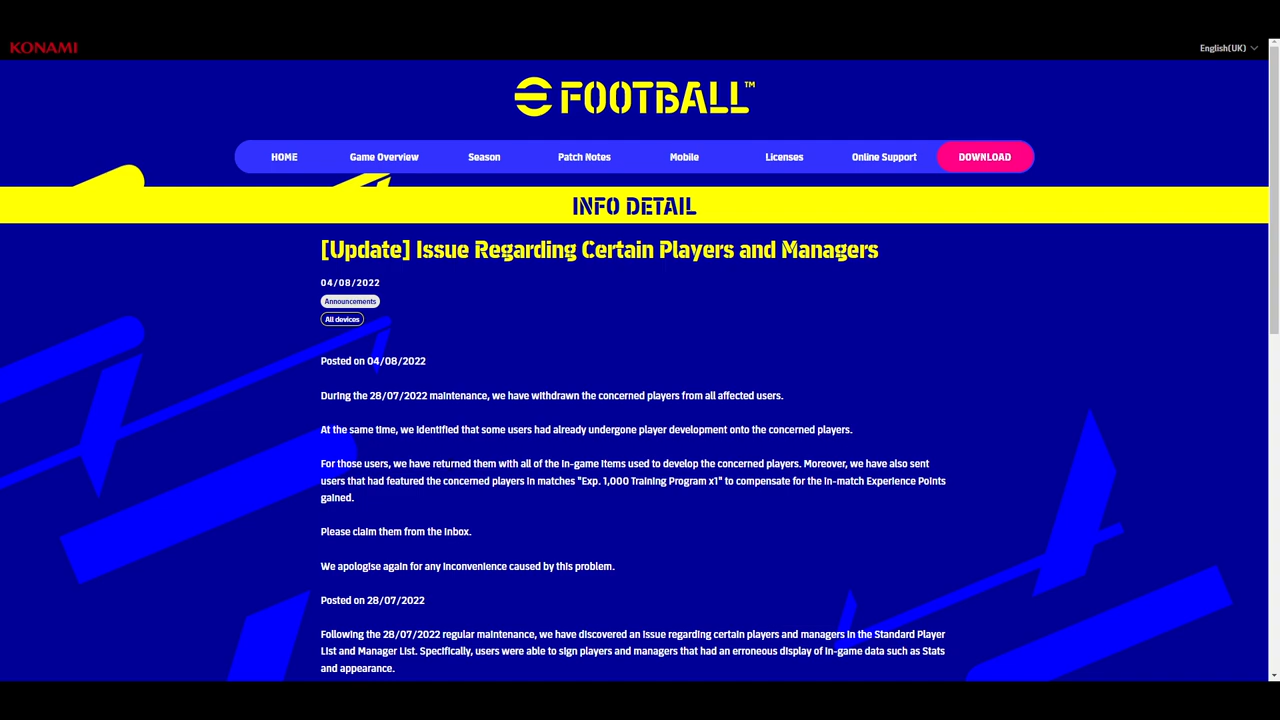 KONAMI
English(UK)
FOOTBALL™
HOME Game Overview Season Patch Notes Mobile Licenses Online Support DOWNLOAD
INFO DETAIL
[Update] Issue Regarding Certain Players and Managers
04/08/2022
Announcements
All devices
Posted on 04/08/2022
During the 28/07/2022 maintenance, we have withdrawn the concerned players from all affected users.
At the same time, we identified that some users had already undergone player development onto the concerned players.
For those users, we have returned them with all of the in-game items used to develop the concerned players. Moreover, we have also sent
users that had featured the concerned players in matches "Exp. 1,000 Training Program x1" to compensate for the in-match Experience Points
gained.
Please claim them from the Inbox.
We apologise again for any inconvenience caused by this problem.
Posted on 28/07/2022
Following the 28/07/2022 regular maintenance, we have discovered an issue regarding certain players and managers in the Standard Player
List and Manager List. Specifically, users were able to sign players and managers that had an erroneous display of in-game data such as Stats
and appearance.